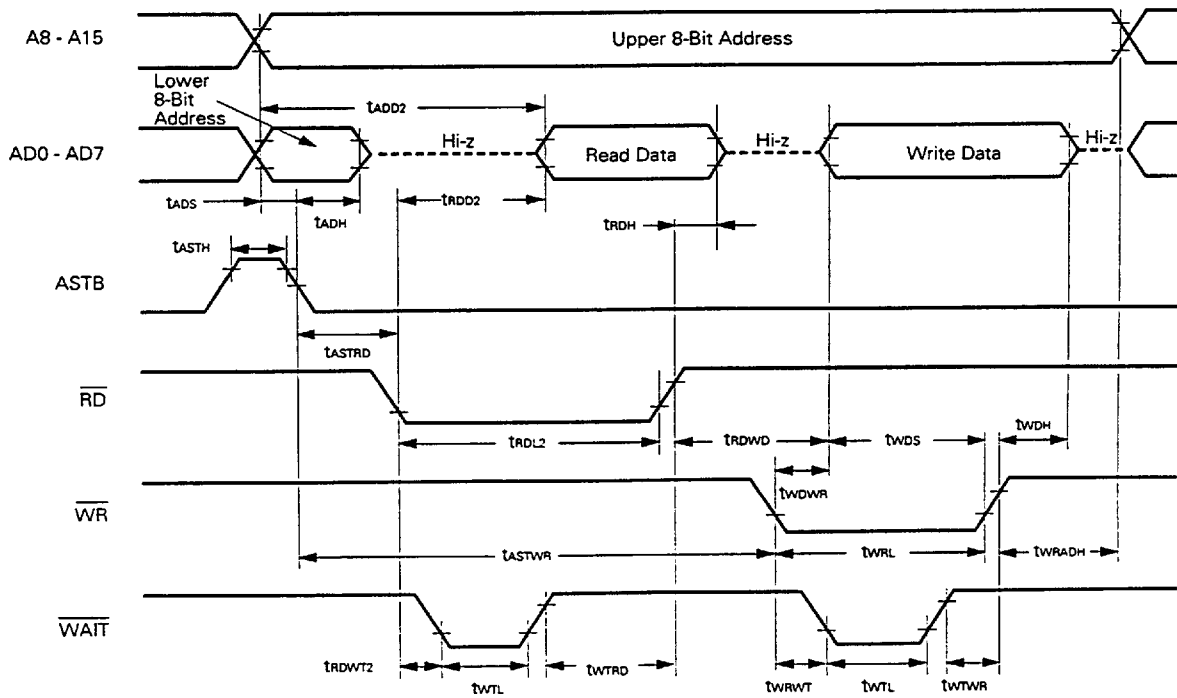 A8 - A15
Upper 8-Bit Address
Lower
8-Bit
Address
tADD2
AD0 - AD7
Hi-z
Read Data
Hi-z
Write Data
Hi-z
tADS
tADH
tRDD2
tRDH
tASTH
ASTB
tASTRD
RD
tRDL2
tRDWD
tWDS
tWDH
tWDWR
WR
tASTWR
tWRL
tWRADH
WAIT
tRDWT2
tWTL
tWTRD
tWRWT
tWTL
tWTWR